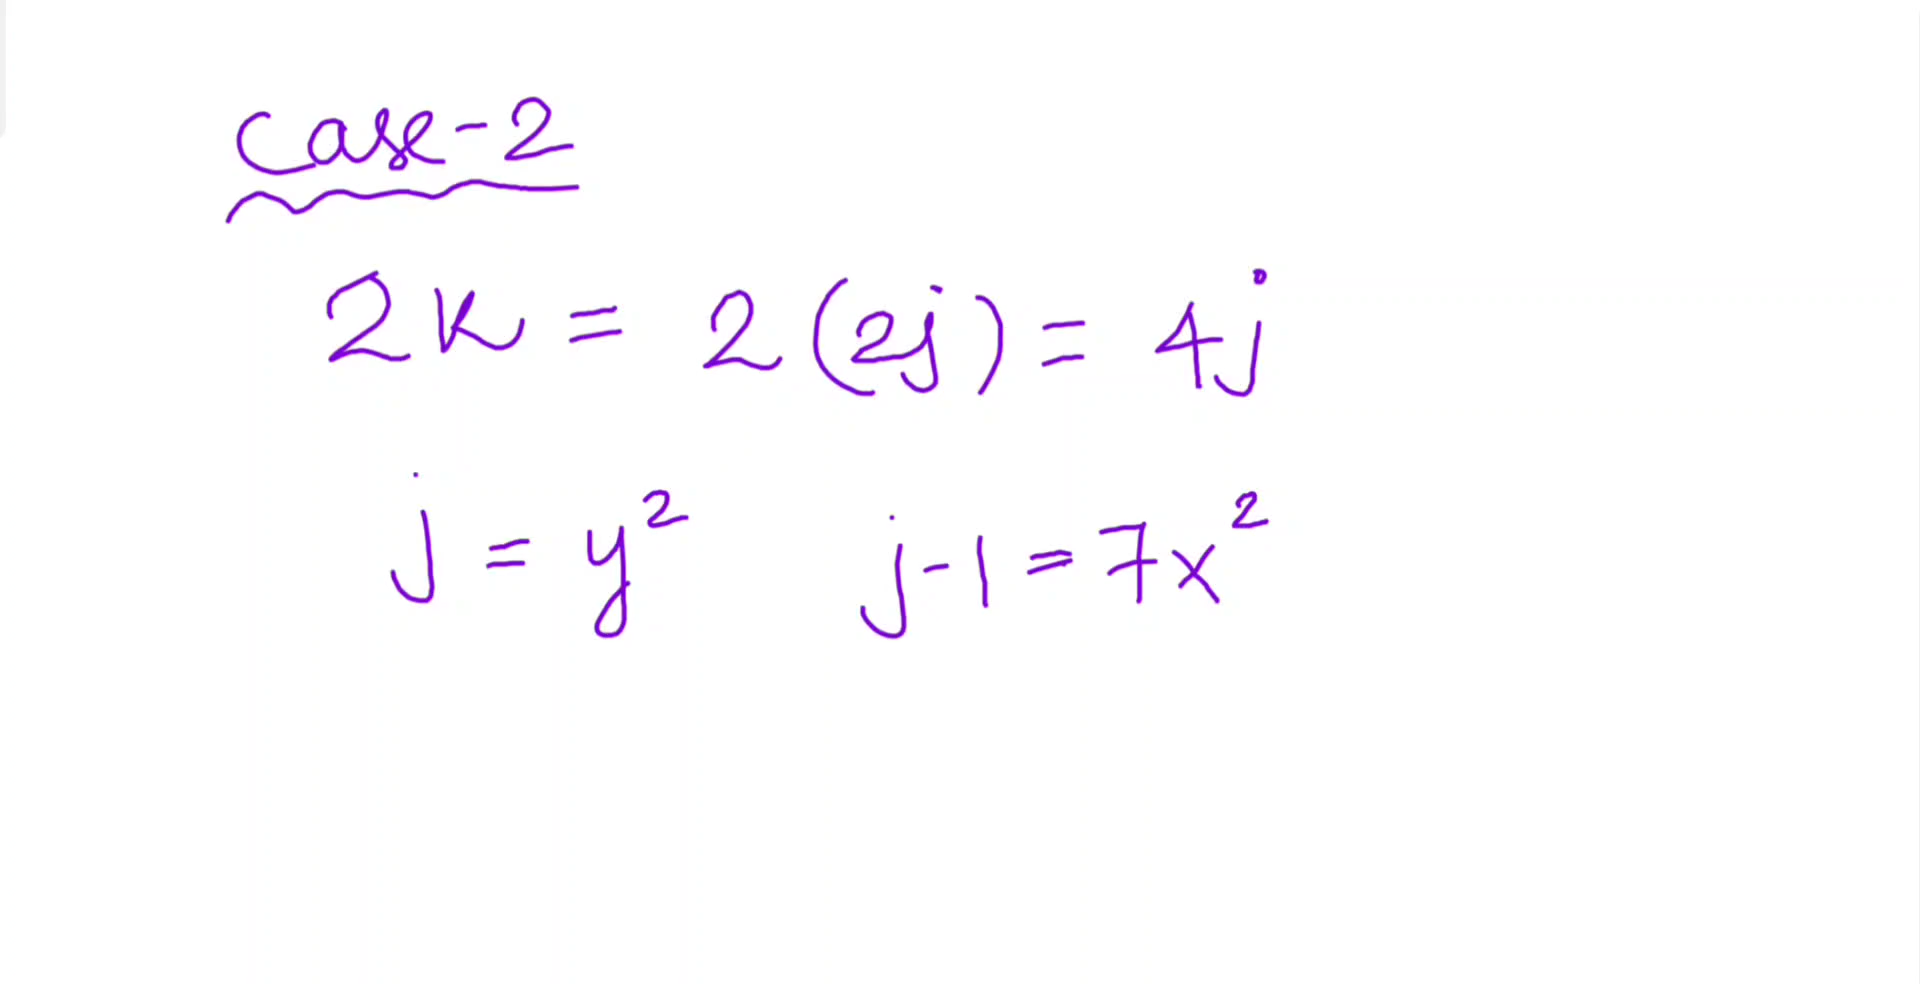 Case-2
2k = 2(2j) = 4j
j = y² j-1 = 7x²